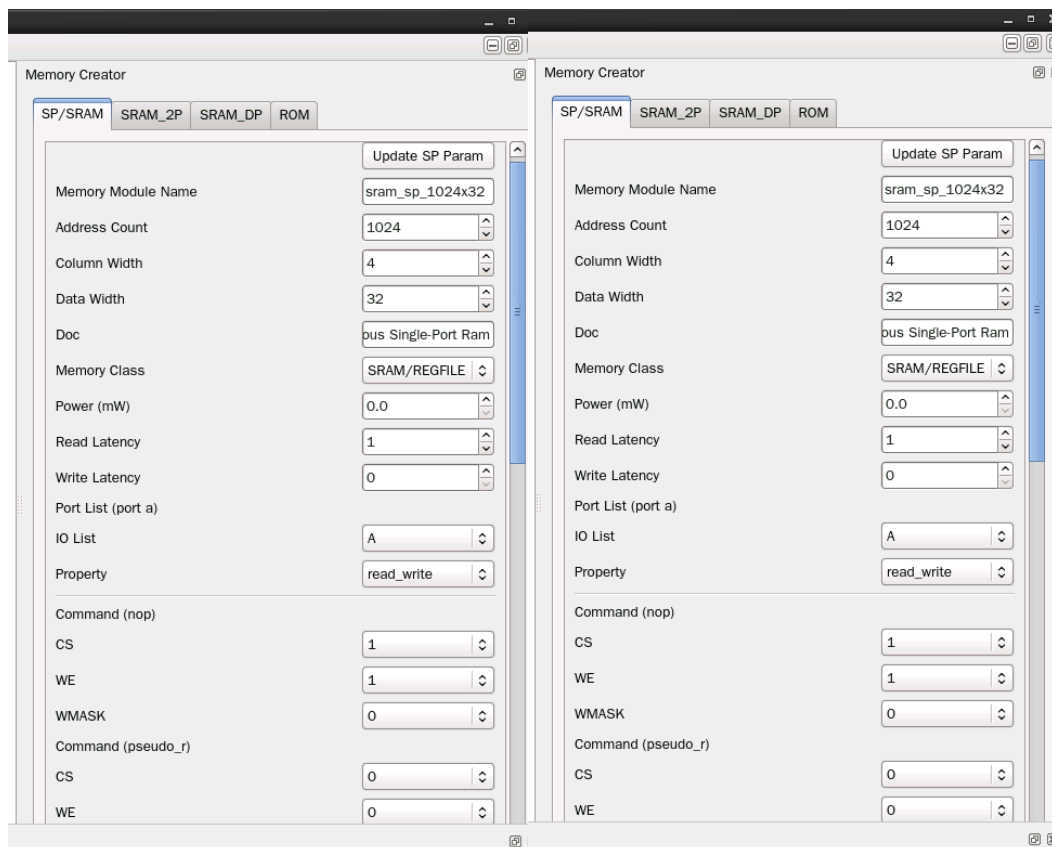 Memory Creator
SP/SRAM SRAM_2P SRAM_DP ROM
Update SP Param
Memory Module Name sram_sp_1024x32
Address Count 1024
Column Width 4
Data Width 32
Doc ous Single-Port Ram
Memory Class SRAM/REGFILE
Power (mW) 0.0
Read Latency 1
Write Latency 0
Port List (port a)
IO List A
Property read_write
Command (nop)
CS 1
WE 1
WMASK 0
Command (pseudo_r)
CS 0
WE 0
Memory Creator
SP/SRAM SRAM_2P SRAM_DP ROM
Update SP Param
Memory Module Name sram_sp_1024x32
Address Count 1024
Column Width 4
Data Width 32
Doc ous Single-Port Ram
Memory Class SRAM/REGFILE
Power (mW) 0.0
Read Latency 1
Write Latency 0
Port List (port a)
IO List A
Property read_write
Command (nop)
CS 1
WE 1
WMASK 0
Command (pseudo_r)
CS 0
WE 0